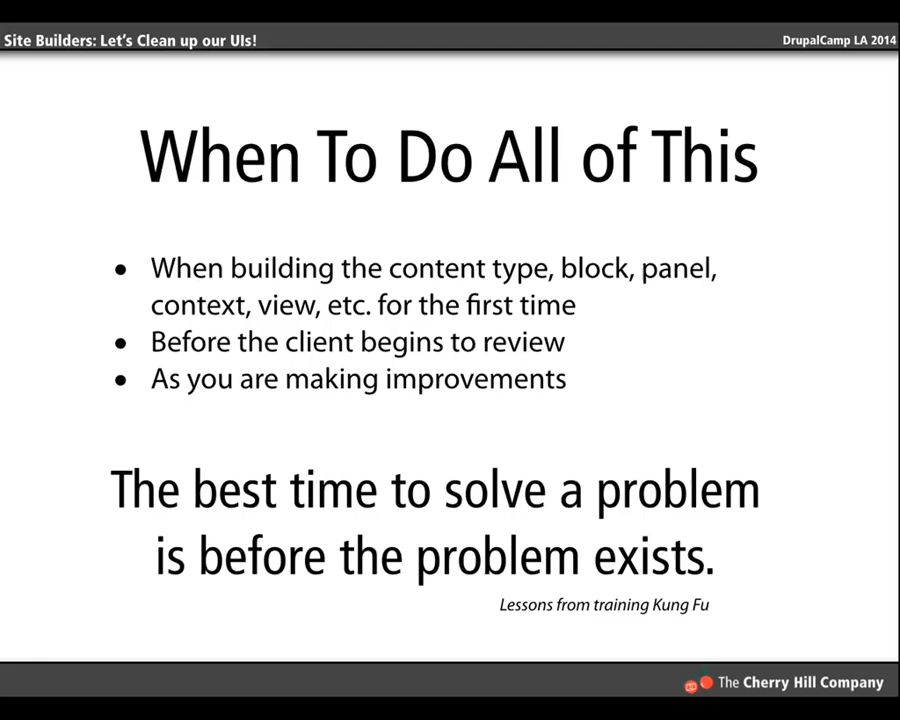 Site Builders: Let's Clean up our UIs!
DrupalCamp LA 2014
When To Do All of This
● When building the content type, block, panel,
context, view, etc. for the first time
● Before the client begins to review
● As you are making improvements
The best time to solve a problem
is before the problem exists.
Lessons from training Kung Fu
The Cherry Hill Company